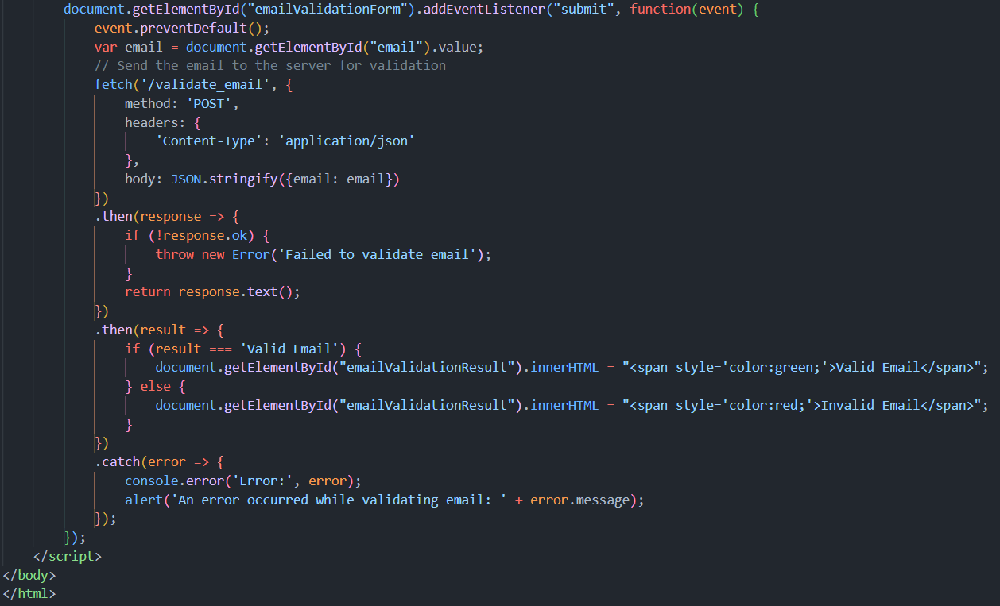 document.getElementById("emailValidationForm").addEventListener("submit", function(event) {
event.preventDefault();
var email = document.getElementById("email").value;
// Send the email to the server for validation
fetch('/validate_email', {
method: 'POST',
headers: {
'Content-Type': 'application/json'
},
body: JSON.stringify({email: email})
})
.then(response => {
if (!response.ok) {
throw new Error('Failed to validate email');
}
return response.text();
})
.then(result => {
if (result === 'Valid Email') {
document.getElementById("emailValidationResult").innerHTML = "<span style='color:green;'>Valid Email</span>";
} else {
document.getElementById("emailValidationResult").innerHTML = "<span style='color:red;'>Invalid Email</span>";
}
})
.catch(error => {
console.error('Error:', error);
alert('An error occurred while validating email: ' + error.message);
});
});
</script>
</body>
</html>